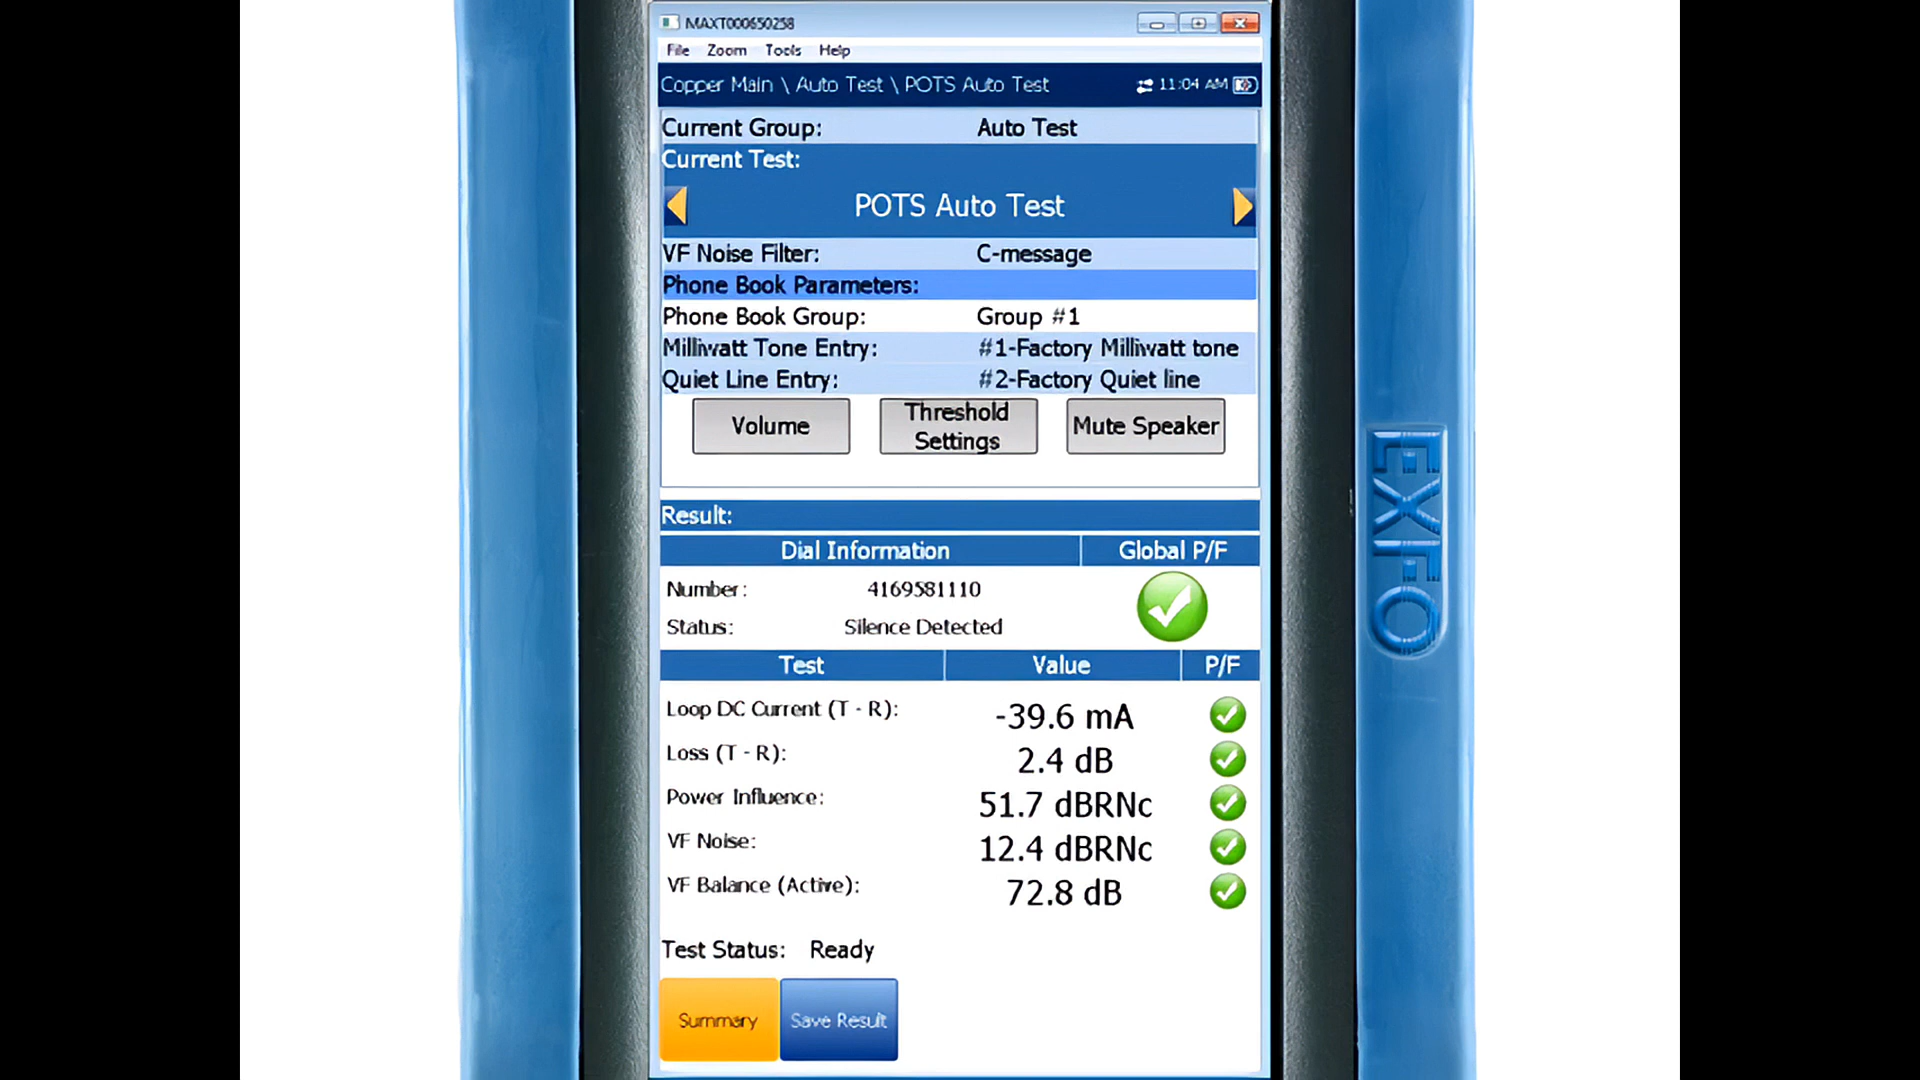 MAXT000650258
File Zoom Tools Help
Copper Main \ Auto Test \ POTS Auto Test 11:04 AM
Current Group: Auto Test
Current Test:
POTS Auto Test
VF Noise Filter: C-message
Phone Book Parameters:
Phone Book Group: Group #1
Milliwatt Tone Entry: #1-Factory Milliwatt tone
Quiet Line Entry: #2-Factory Quiet line
Volume
Threshold
Settings
Mute Speaker
Result:
Dial Information Global P/F
Number: 4169581110
Status: Silence Detected
Test Value P/F
Loop DC Current (T - R): -39.6 mA
Loss (T - R): 2.4 dB
Power Influence: 51.7 dBRNc
VF Noise: 12.4 dBRNc
VF Balance (Active): 72.8 dB
Test Status: Ready
Summary Save Result
EXFO